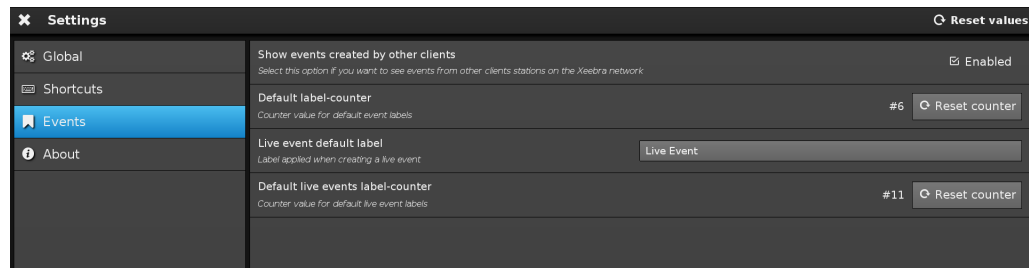 Settings
Reset values
Global
Shortcuts
Events
About
Show events created by other clients
Select this option if you want to see events from other clients stations on the Xeebra network
Enabled
Default label-counter
Counter value for default event labels
#6
Reset counter
Live event default label
Label applied when creating a live event
Live Event
Default live events label-counter
Counter value for default live event labels
#11
Reset counter